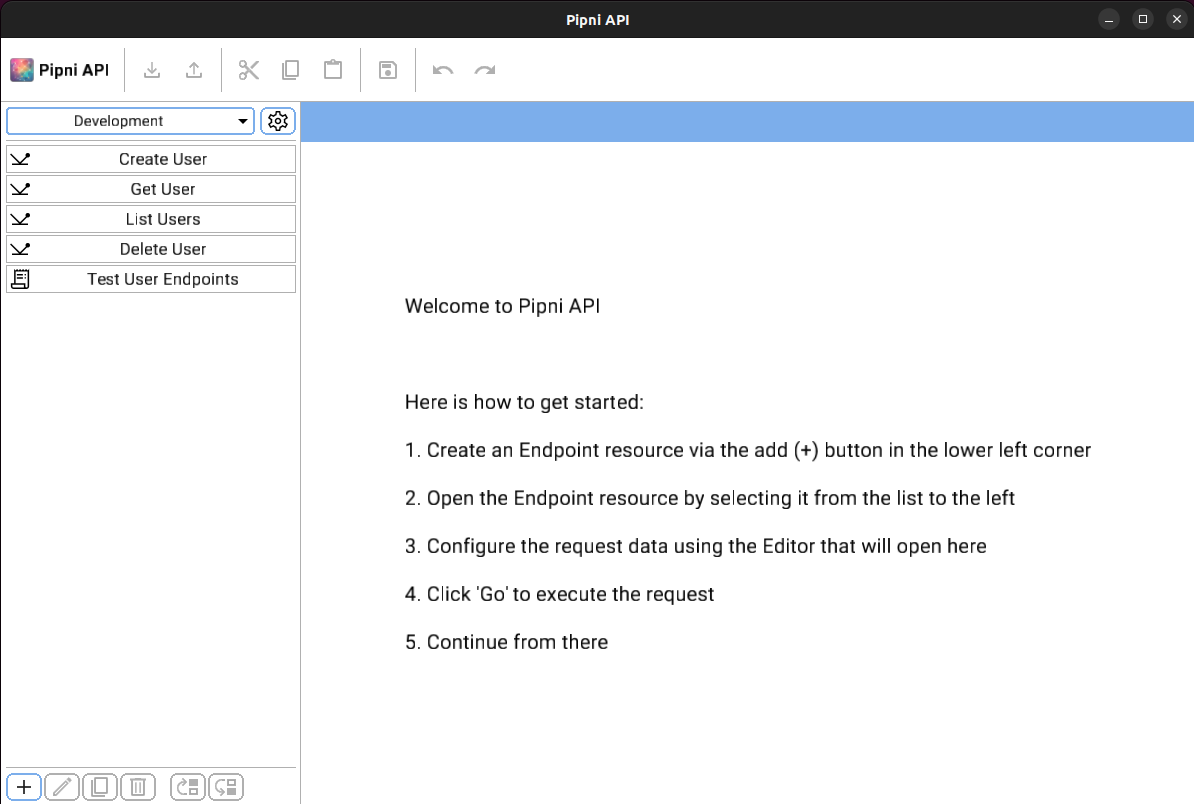 Pipni API
Pipni API
Development
Create User
Get User
List Users
Delete User
Test User Endpoints
Welcome to Pipni API
Here is how to get started:
1. Create an Endpoint resource via the add (+) button in the lower left corner
2. Open the Endpoint resource by selecting it from the list to the left
3. Configure the request data using the Editor that will open here
4. Click 'Go' to execute the request
5. Continue from there